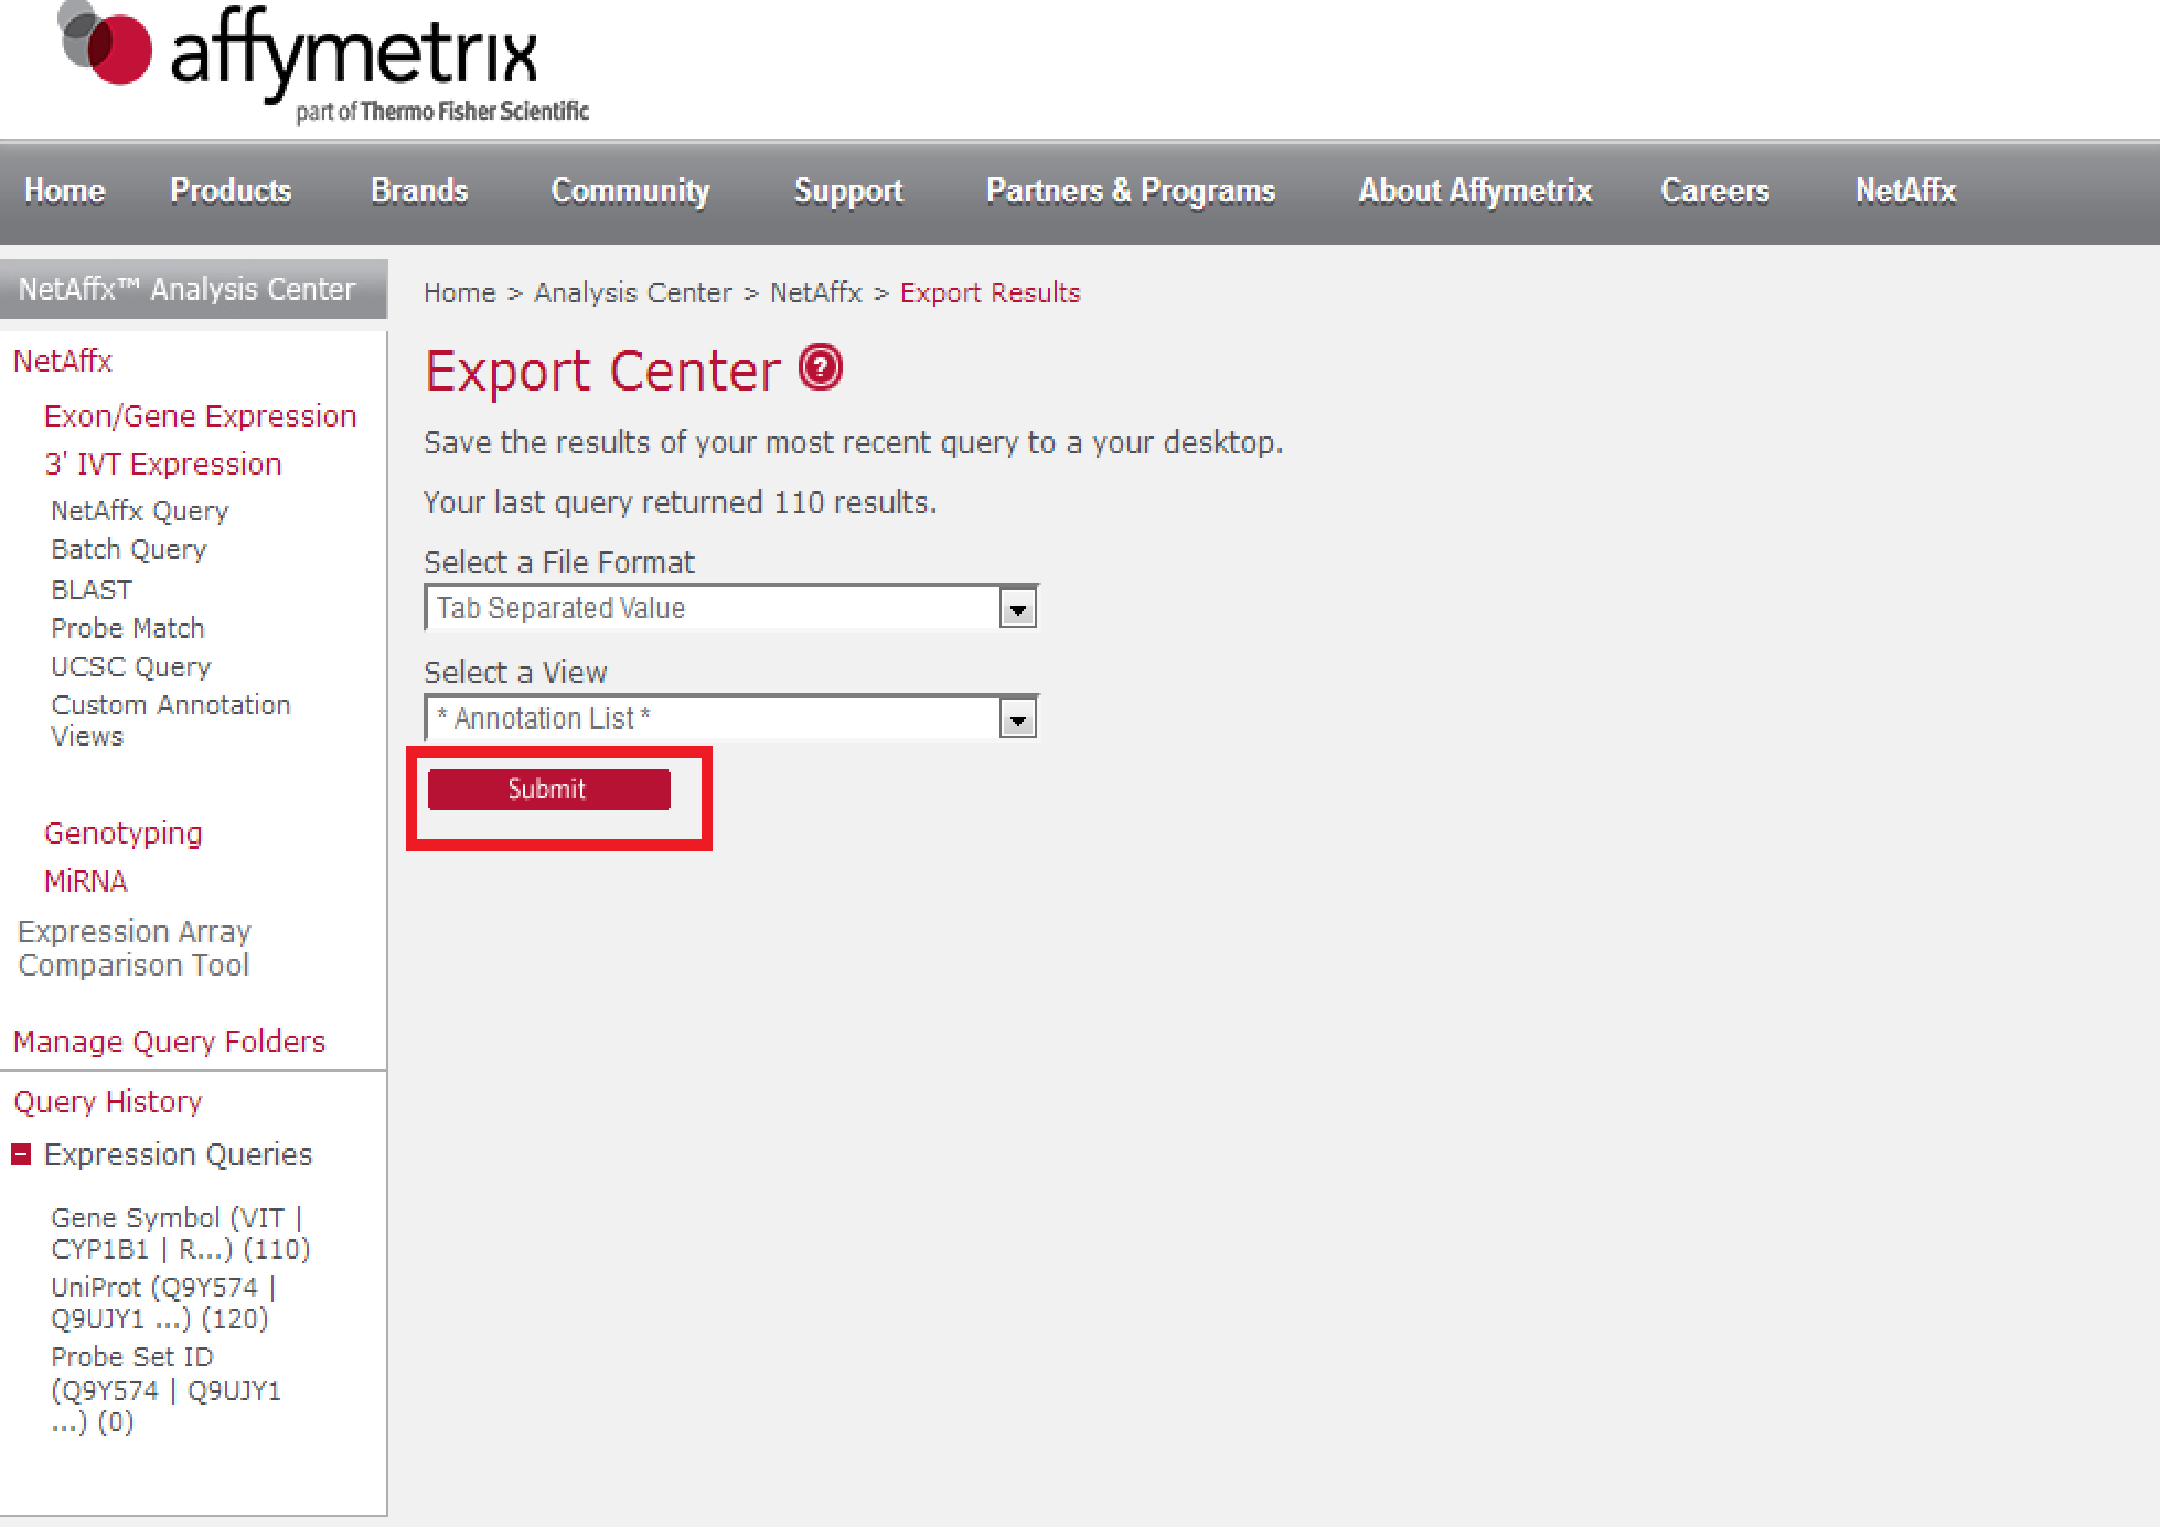 affymetrix
part of Thermo Fisher Scientific
Home Products Brands Community Support Partners & Programs About Affymetrix Careers NetAffx
NetAffx™ Analysis Center
NetAffx
Exon/Gene Expression
3' IVT Expression
NetAffx Query
Batch Query
BLAST
Probe Match
UCSC Query
Custom Annotation
Views
Genotyping
MiRNA
Expression Array
Comparison Tool
Manage Query Folders
Query History
Expression Queries
Gene Symbol (VIT |
CYP1B1 | R...) (110)
UniProt (Q9Y574 |
Q9UJY1 ...) (120)
Probe Set ID
(Q9Y574 | Q9UJY1
...) (0)
Home > Analysis Center > NetAffx > Export Results
Export Center ?
Save the results of your most recent query to a your desktop.
Your last query returned 110 results.
Select a File Format
Tab Separated Value
Select a View
* Annotation List *
Submit